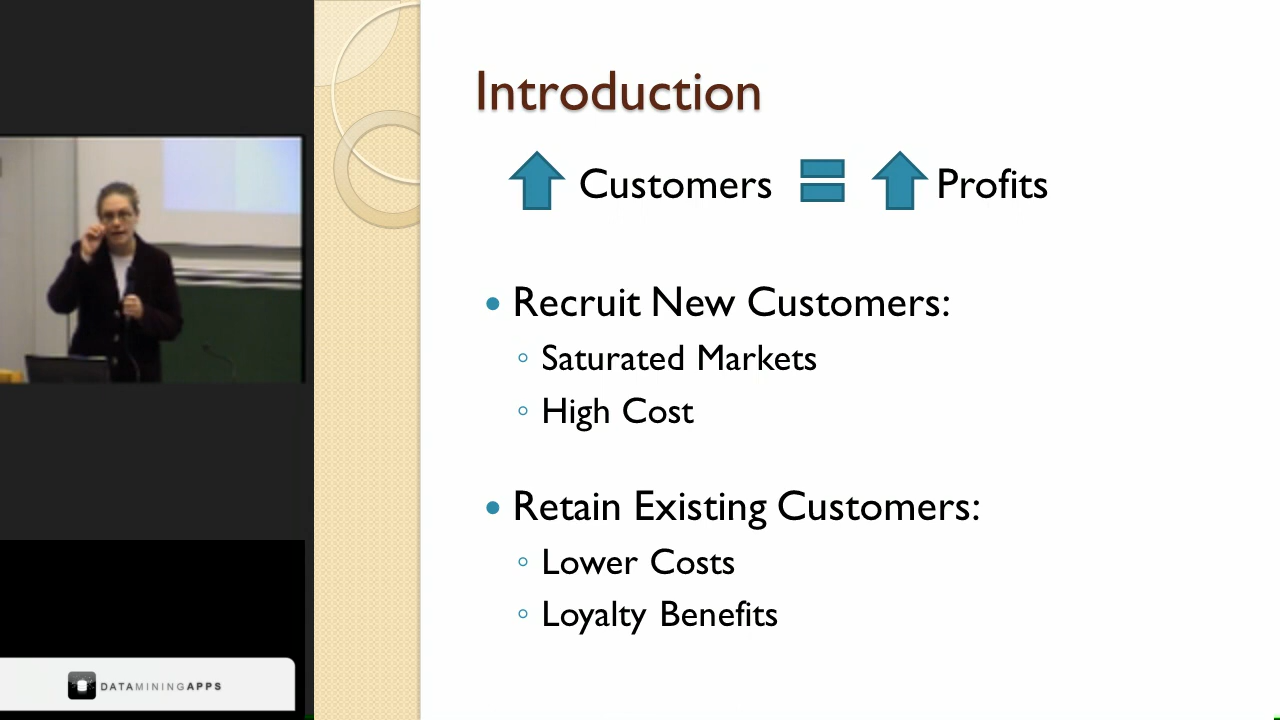 Introduction
Customers = Profits
• Recruit New Customers:
◦ Saturated Markets
◦ High Cost
• Retain Existing Customers:
◦ Lower Costs
◦ Loyalty Benefits
DATAMININGAPPS